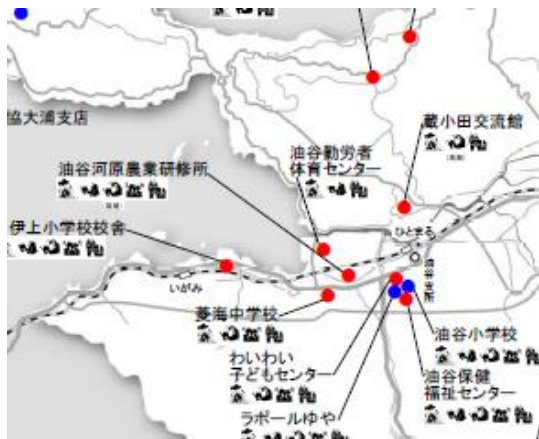 協大浦支店
蔵小田交流館
油谷勤労者
体育センター
油谷河原農業研修所
伊上小学校校舎
ひとまる
油谷支所
いがみ
菱海中学校
油谷小学校
わいわい
子どもセンター
油谷保健
福祉センター
ラポールゆや